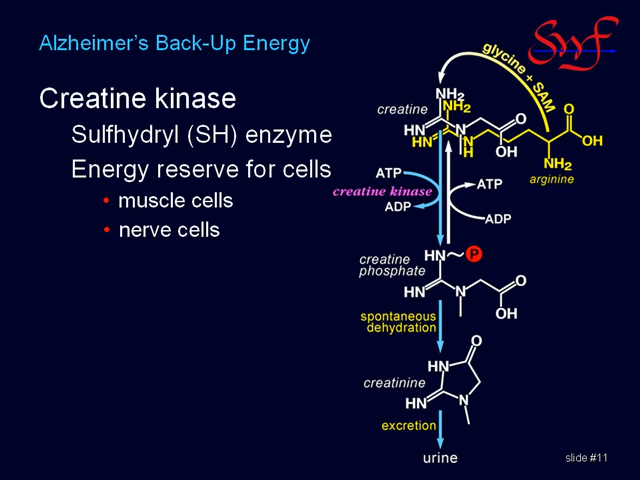 Alzheimer's Back-Up Energy
SWF
glycine + SAM
Creatine kinase
Sulfhydryl (SH) enzyme
Energy reserve for cells
• muscle cells
• nerve cells
NH2
NH2
creatine
HN
N
O
OH
HN
N
H
O
OH
NH2
arginine
ATP
creatine kinase
ADP
ATP
ADP
HN~P
creatine
phosphate
HN
N
O
OH
spontaneous
dehydration
O
HN
creatinine
HN
N
excretion
urine
slide #11